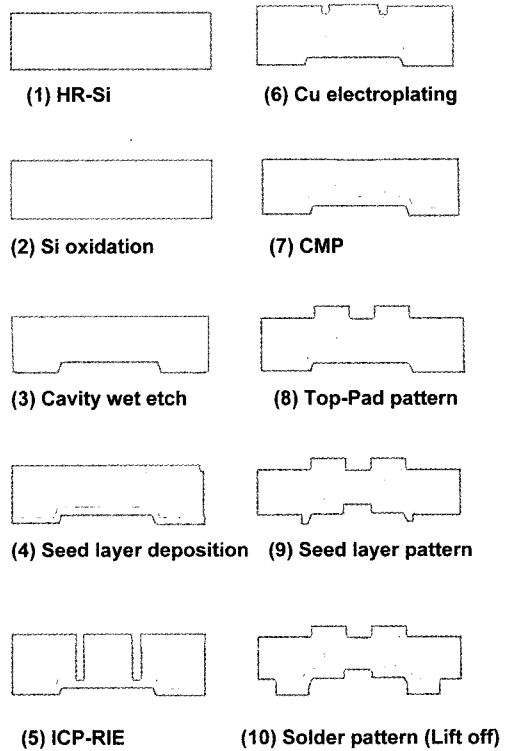 (1) HR-Si
(2) Si oxidation
(3) Cavity wet etch
(4) Seed layer deposition
(5) ICP-RIE
(6) Cu electroplating
(7) CMP
(8) Top-Pad pattern
(9) Seed layer pattern
(10) Solder pattern (Lift off)